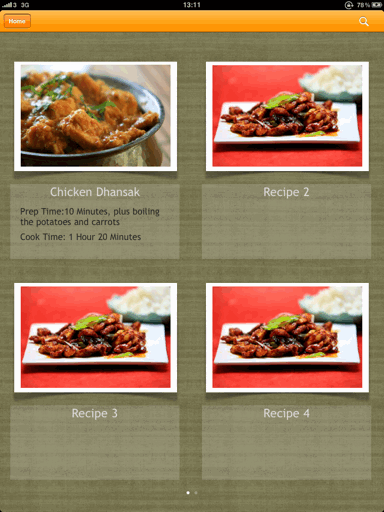 3 3G 13:11 78%
Home
Chicken Dhansak
Prep Time:10 Minutes, plus boiling
the potatoes and carrots
Cook Time: 1 Hour 20 Minutes
Recipe 2
Recipe 3
Recipe 4